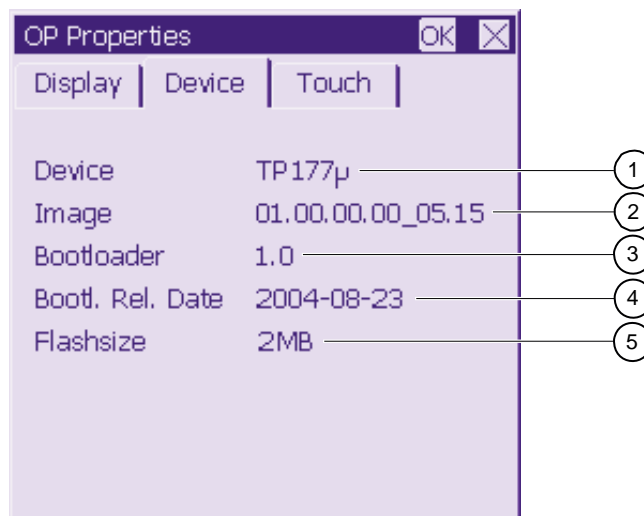 OP Properties OK
Display Device Touch
Device TP177µ 1
Image 01.00.00.00_05.15 2
Bootloader 1.0 3
Bootl. Rel. Date 2004-08-23 4
Flashsize 2MB 5